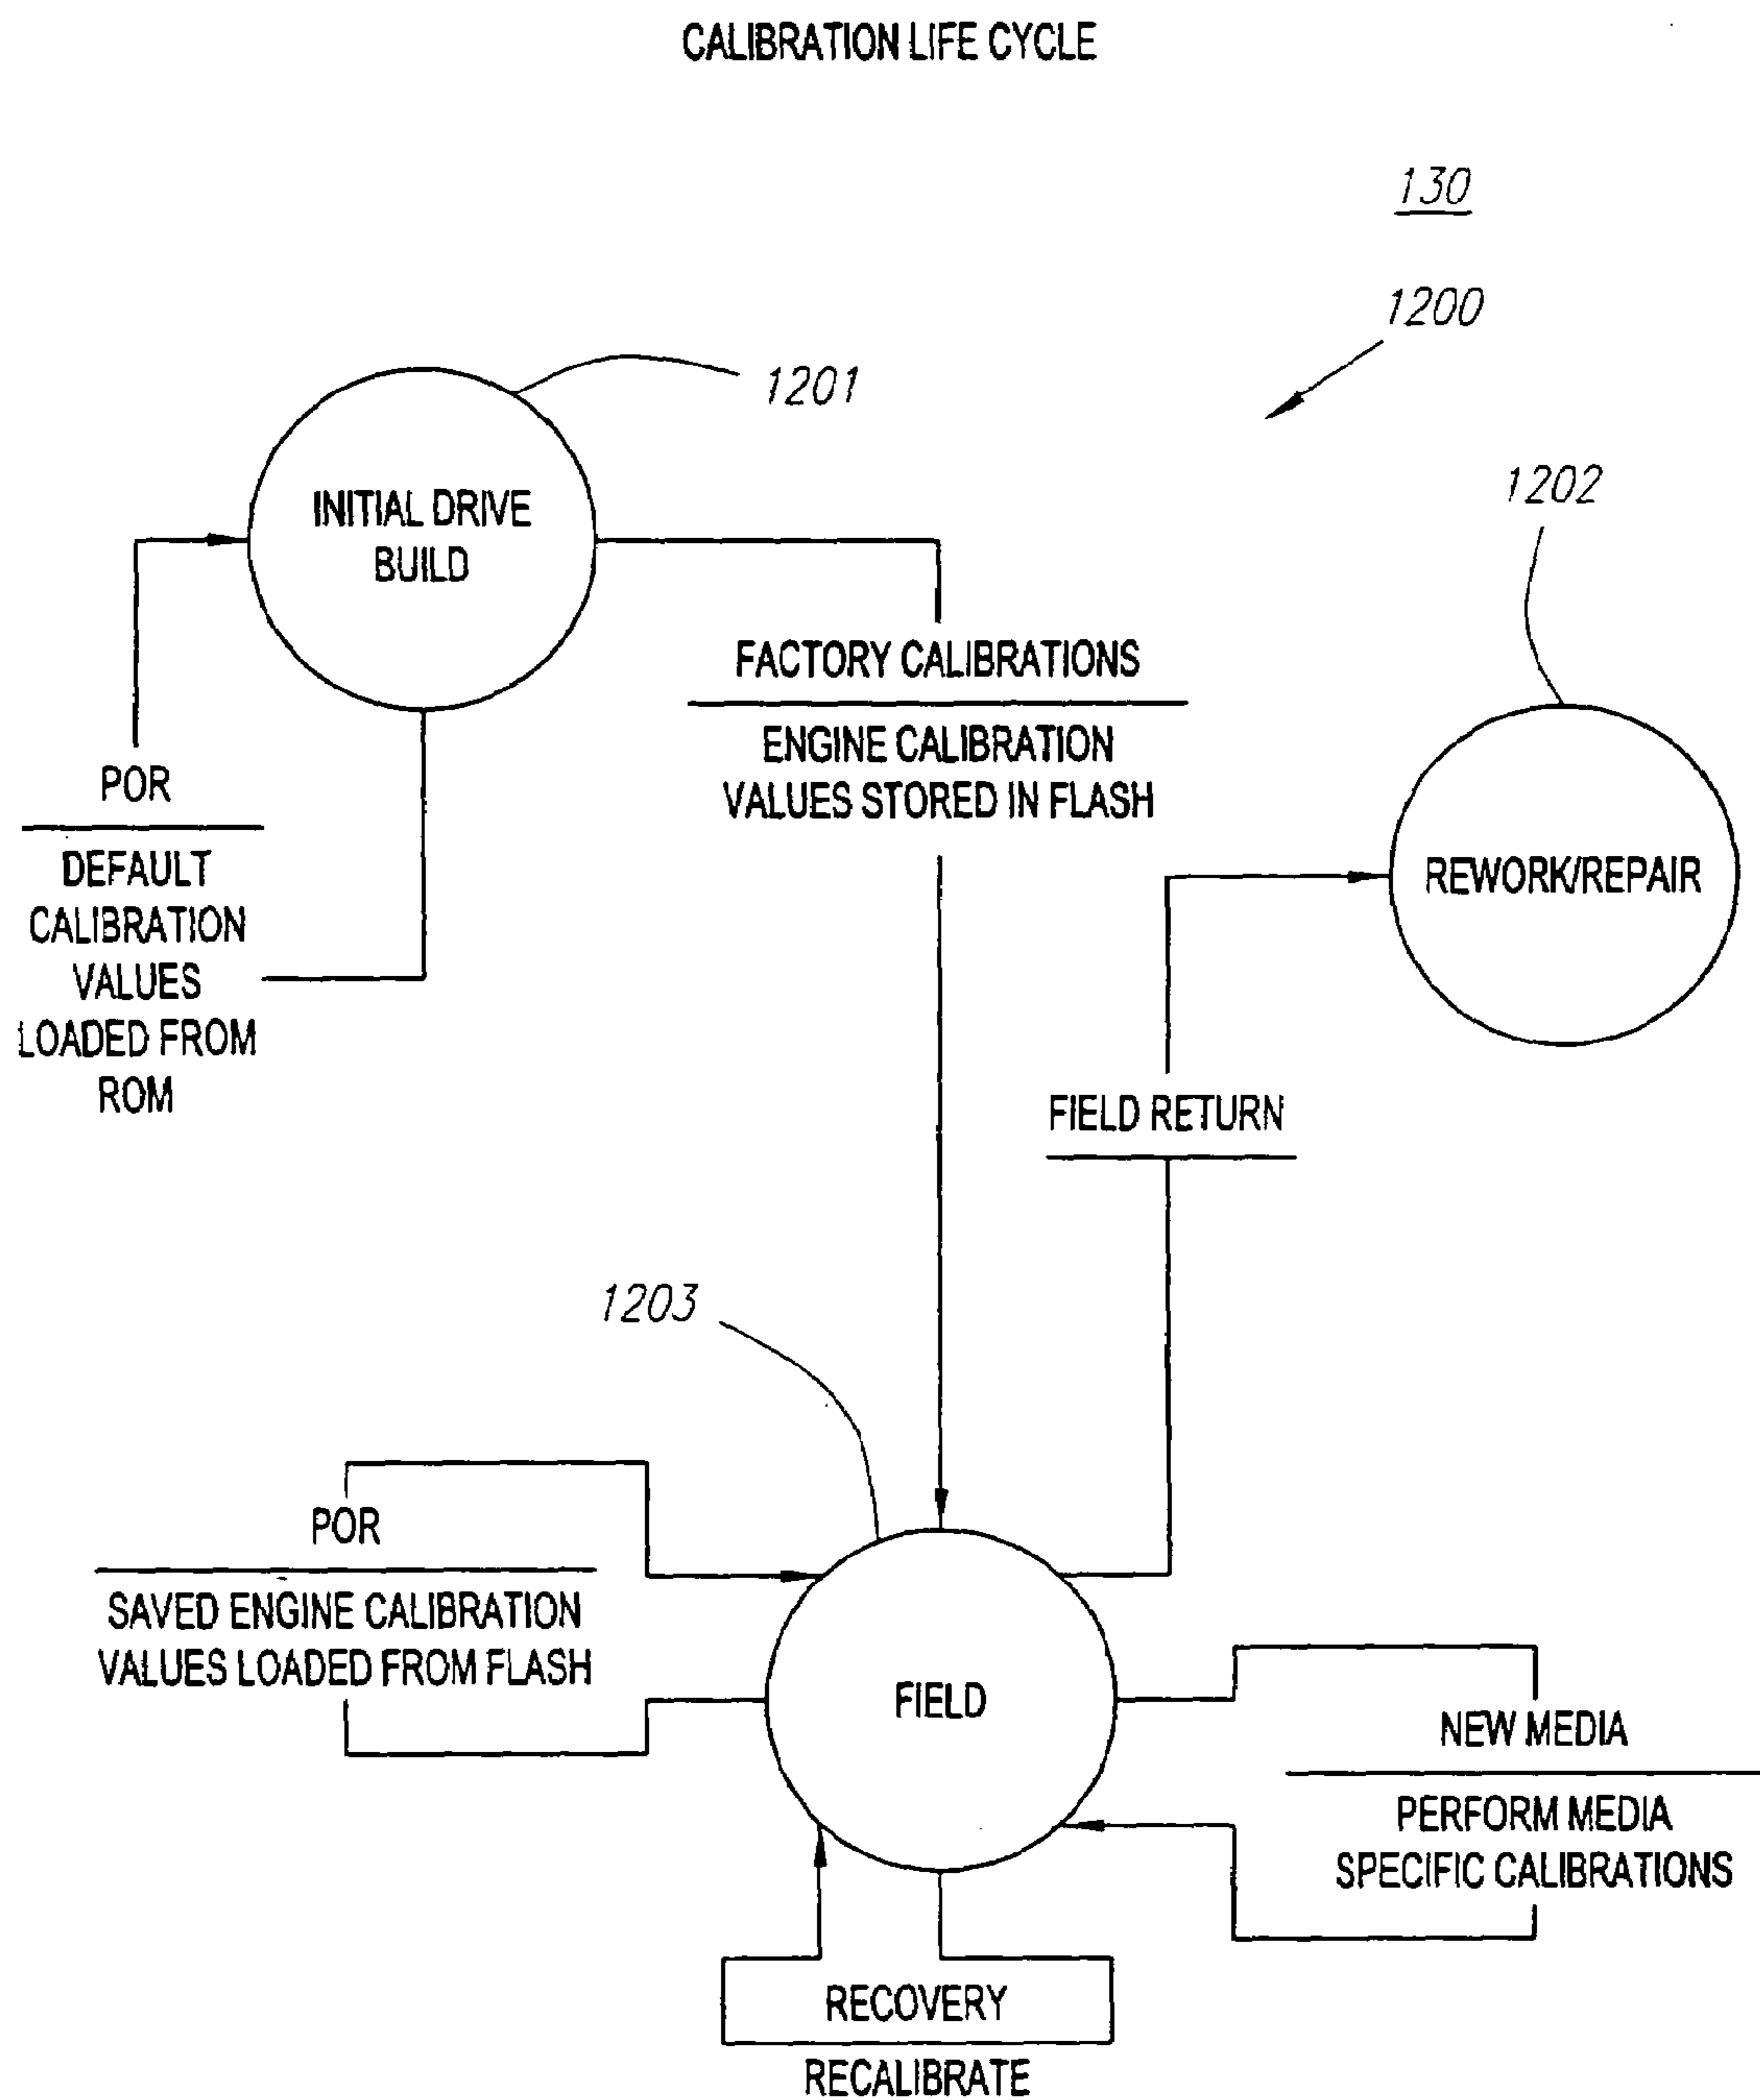 CALIBRATION LIFE CYCLE
130
1200
1201
INITIAL DRIVE
BUILD
1202
FACTORY CALIBRATIONS
ENGINE CALIBRATION
VALUES STORED IN FLASH
POR
DEFAULT
CALIBRATION
VALUES
LOADED FROM
ROM
REWORK/REPAIR
FIELD RETURN
1203
POR
SAVED ENGINE CALIBRATION
VALUES LOADED FROM FLASH
FIELD
NEW MEDIA
PERFORM MEDIA
SPECIFIC CALIBRATIONS
RECOVERY
RECALIBRATE